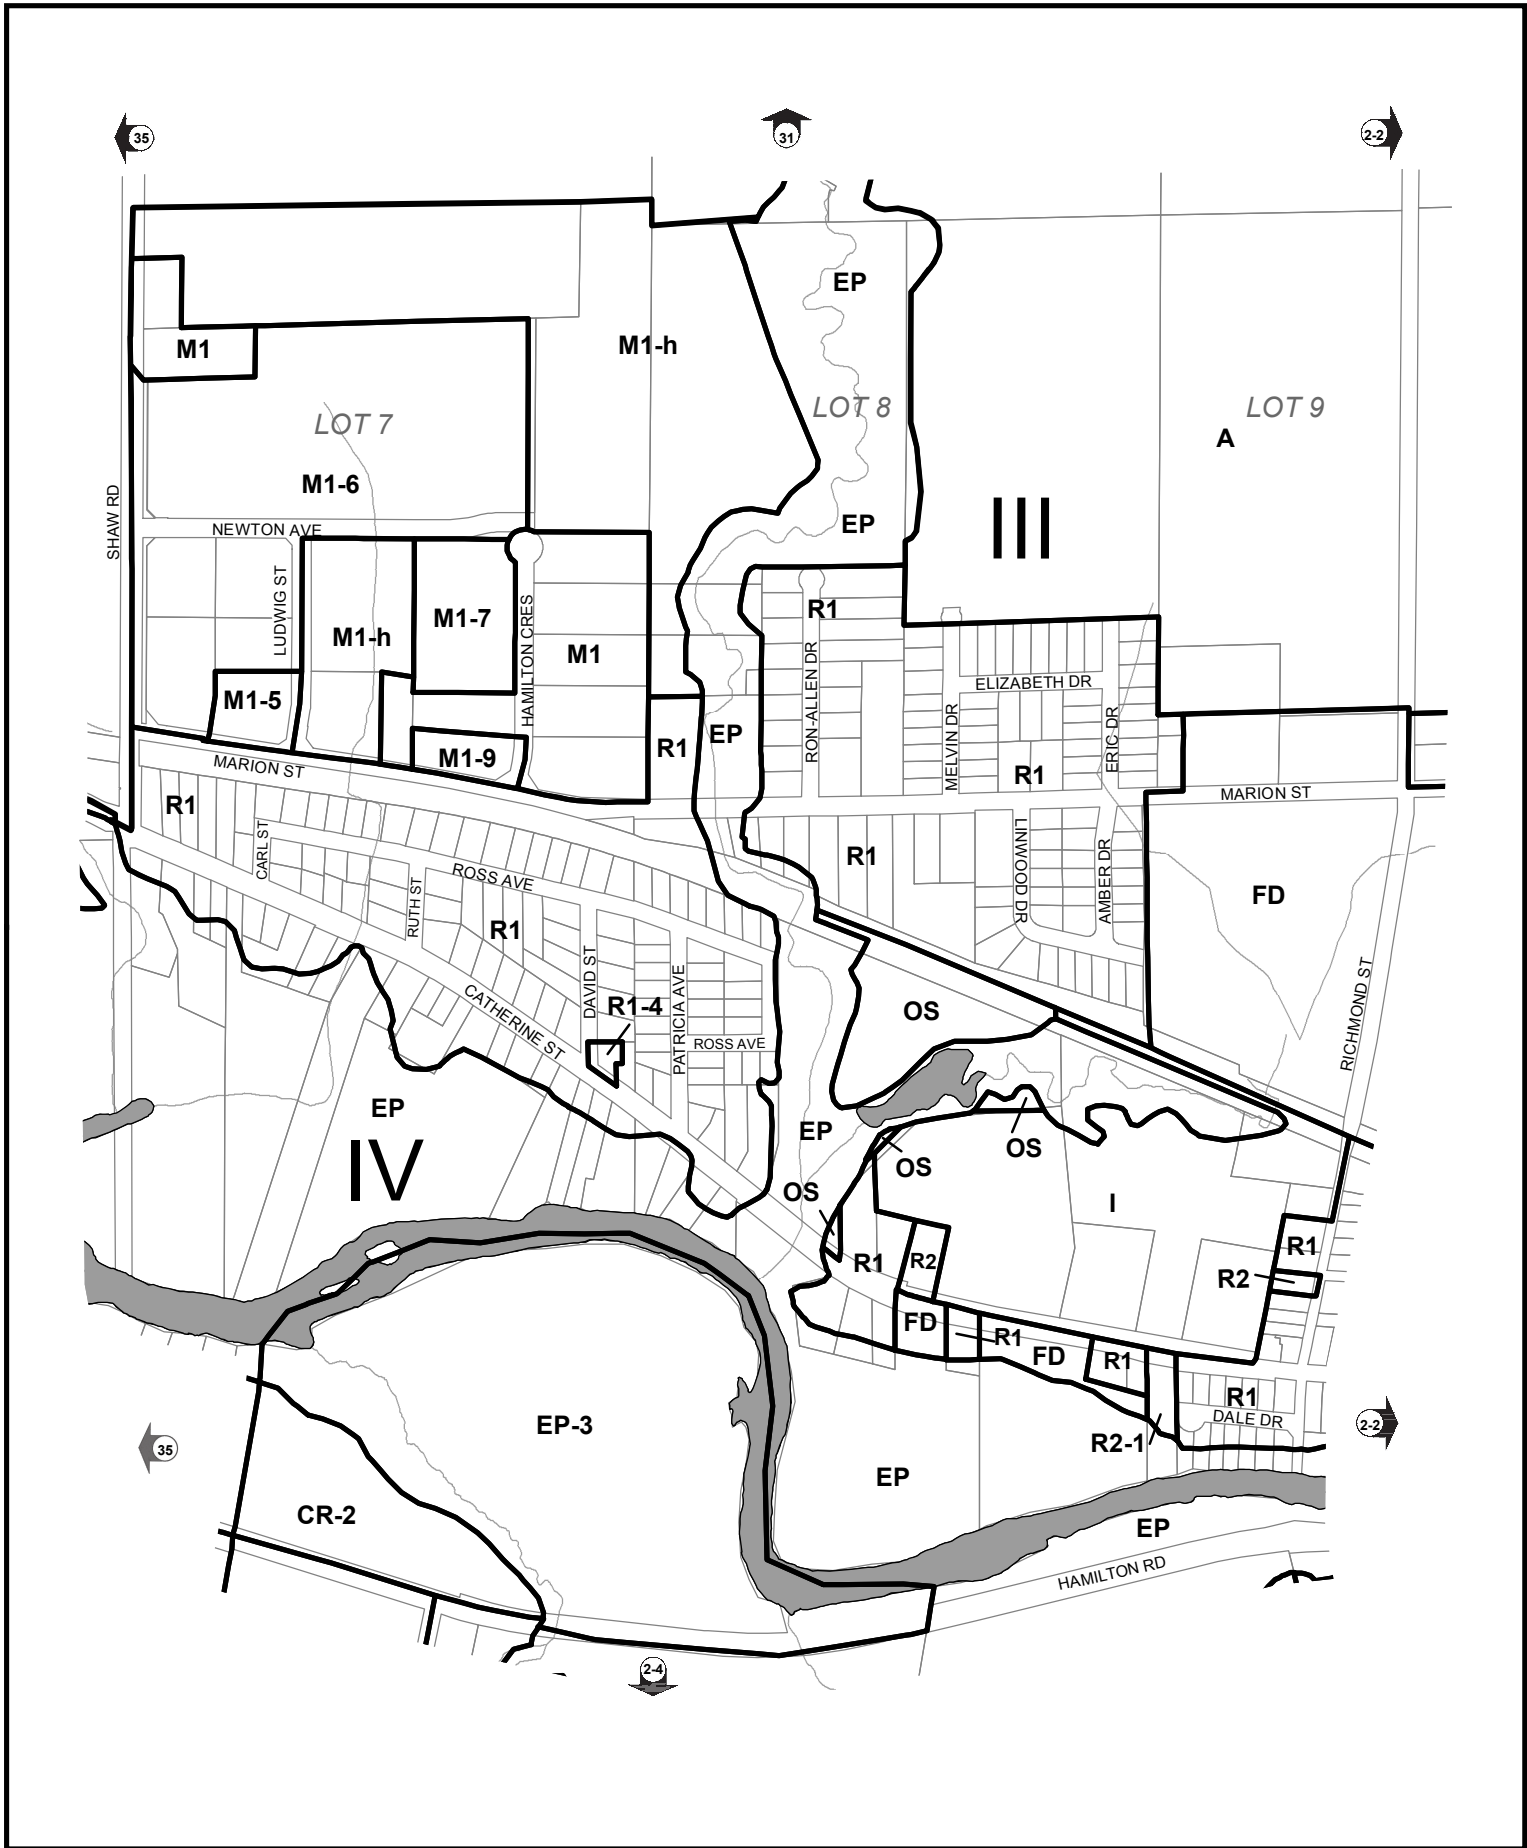 35
31
2-2
EP
M1
M1-h
LOT 7
LOT 8
LOT 9
A
M1-6
SHAW RD
NEWTON AVE
EP
III
LUDWIG ST
M1-h
M1-7
HAMILTON CRES
M1
R1
RON-ALLEN DR
ELIZABETH DR
MELVIN DR
ERIC DR
M1-5
M1-9
R1
EP
R1
MARION ST
MARION ST
R1
CARL ST
ROSS AVE
RUTH ST
R1
LINWOOD DR
AMBER DR
FD
R1
DAVID ST
PATRICIA AVE
R1-4
CATHERINE ST
ROSS AVE
OS
RICHMOND ST
EP
IV
EP
OS
OS
OS
I
R1
R2
R1
R2
FD
R1
FD
R1
R1
DALE DR
R2-1
35
EP-3
2-2
EP
CR-2
EP
HAMILTON RD
2-4